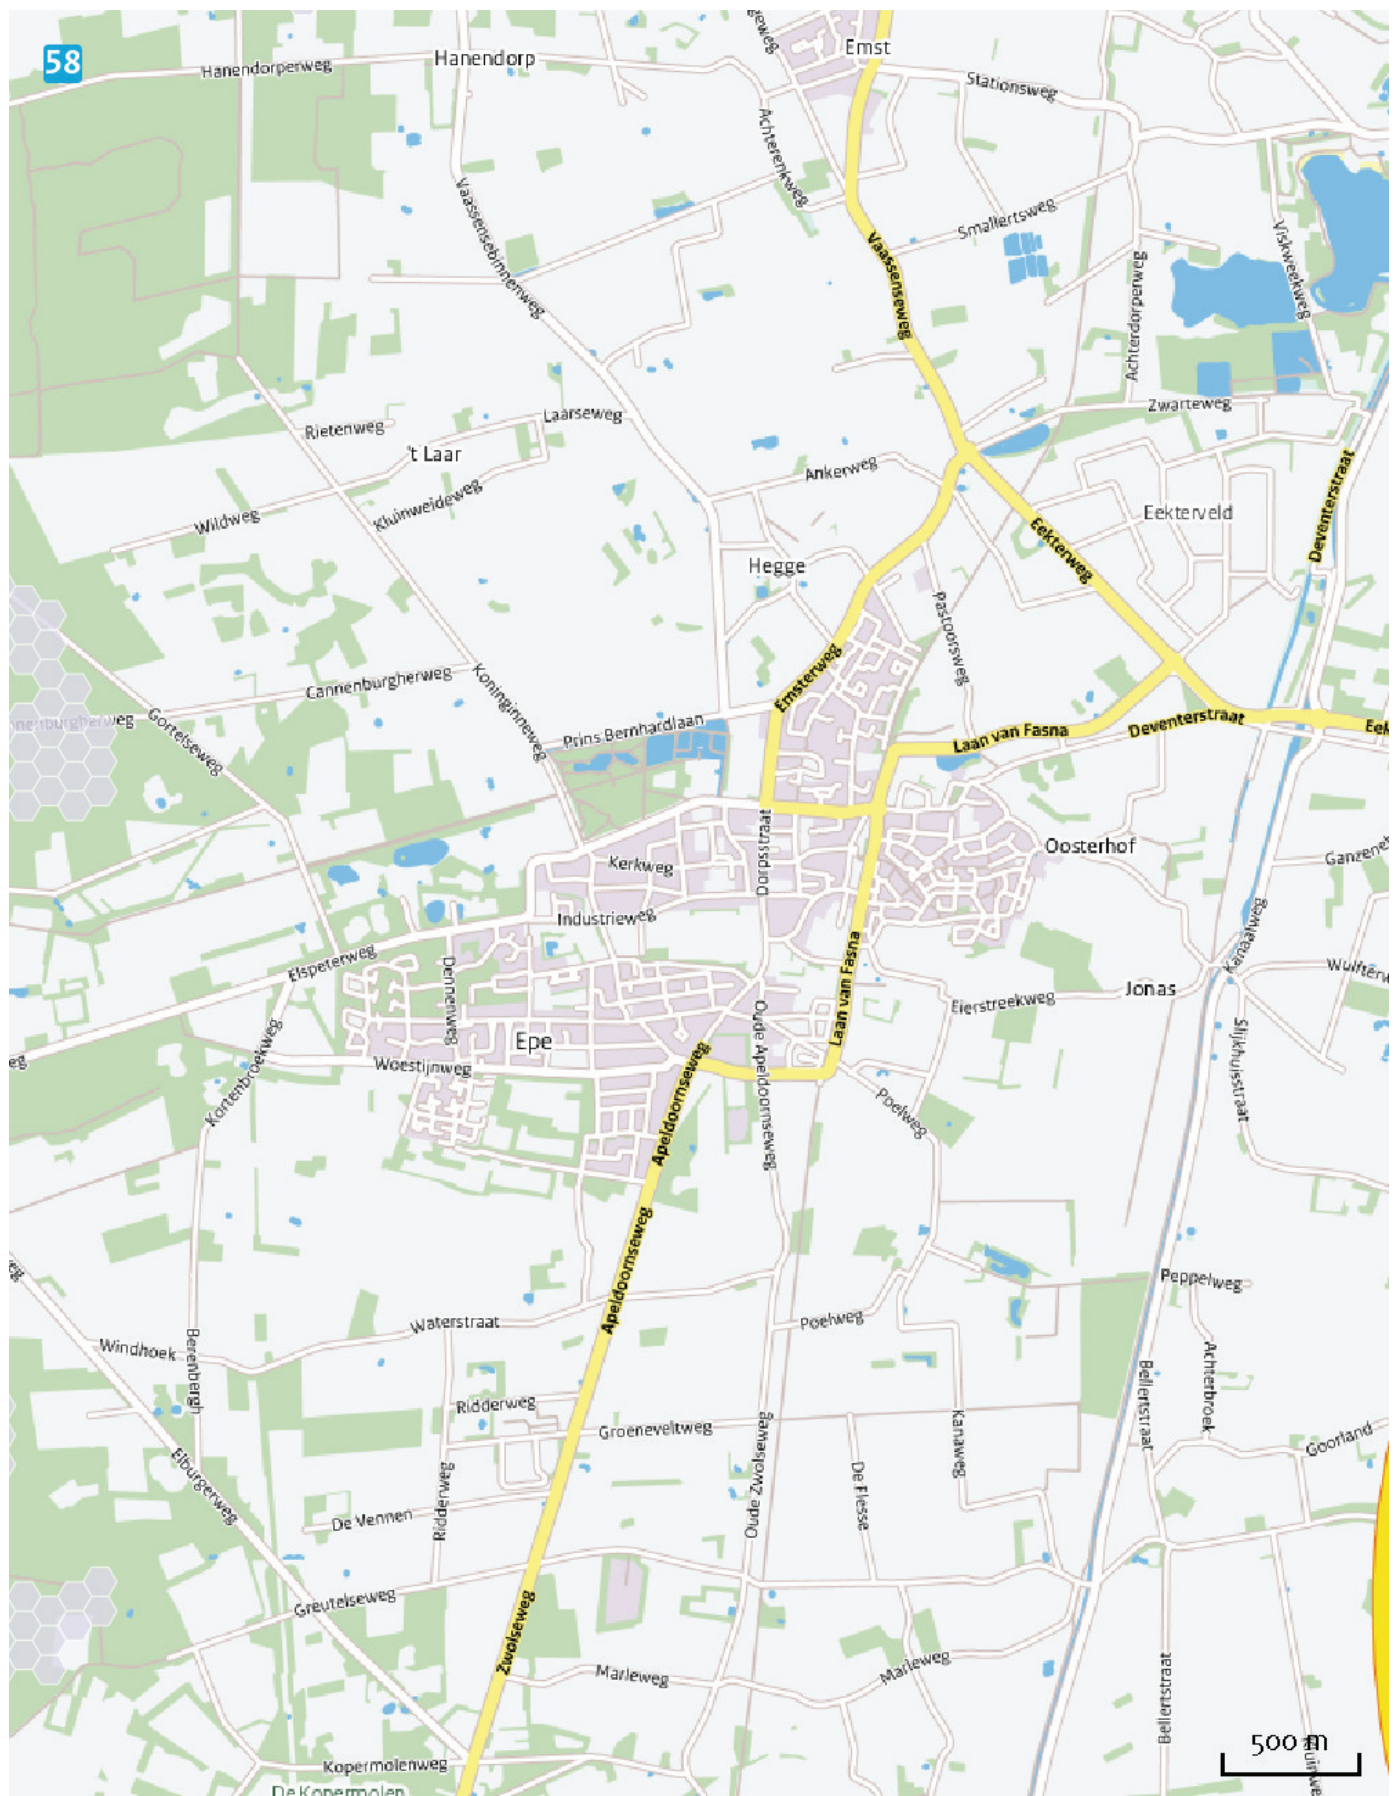 58
Emst
Hanendorp
Hanendorperweg
Stationsweg
Achterenkweg
Vaassensebinnenweg
Smallertsweg
Vaassenseweg
Viskweekweg
Achterdorperweg
Zwarteweg
Laarseweg
Rietenweg
't Laar
Ankerweg
Kluinweideweg
Wildweg
Eekterveld
Deventerstraat
Eekterweg
Hegge
Pastoorsweg
Emsterweg
Cannenburgherweg
Koninginneweg
Gortelseweg
Prins Bernhardlaan
Laan van Fasna
Deventerstraat
Eek
Oosterhof
Dorpsstraat
Kerkweg
Industrieweg
Kanaalweg
Elspeterweg
Dennenweg
Laan van Fasna
Jonas
Eierstreekweg
Oude Apeldoornseweg
Epe
Slijkhuisstraat
Woestijnweg
Kortenbroekweg
Poelweg
Apeldoornseweg
Apeldoornseweg
Peppelweg
Waterstraat
Poelweg
Windhoek
Berenbergh
Achterbroek
Bellertstraat
Ridderweg
Groeneveltweg
Kanaweg
Goorland
Oude Zwolseweg
De Flesse
Elburgerweg
Ridderweg
De Vennen
Greutelseweg
Zwolseweg
Marleweg
Marleweg
Bellertstraat
500 m
Kopermolenweg
De Kopermolen